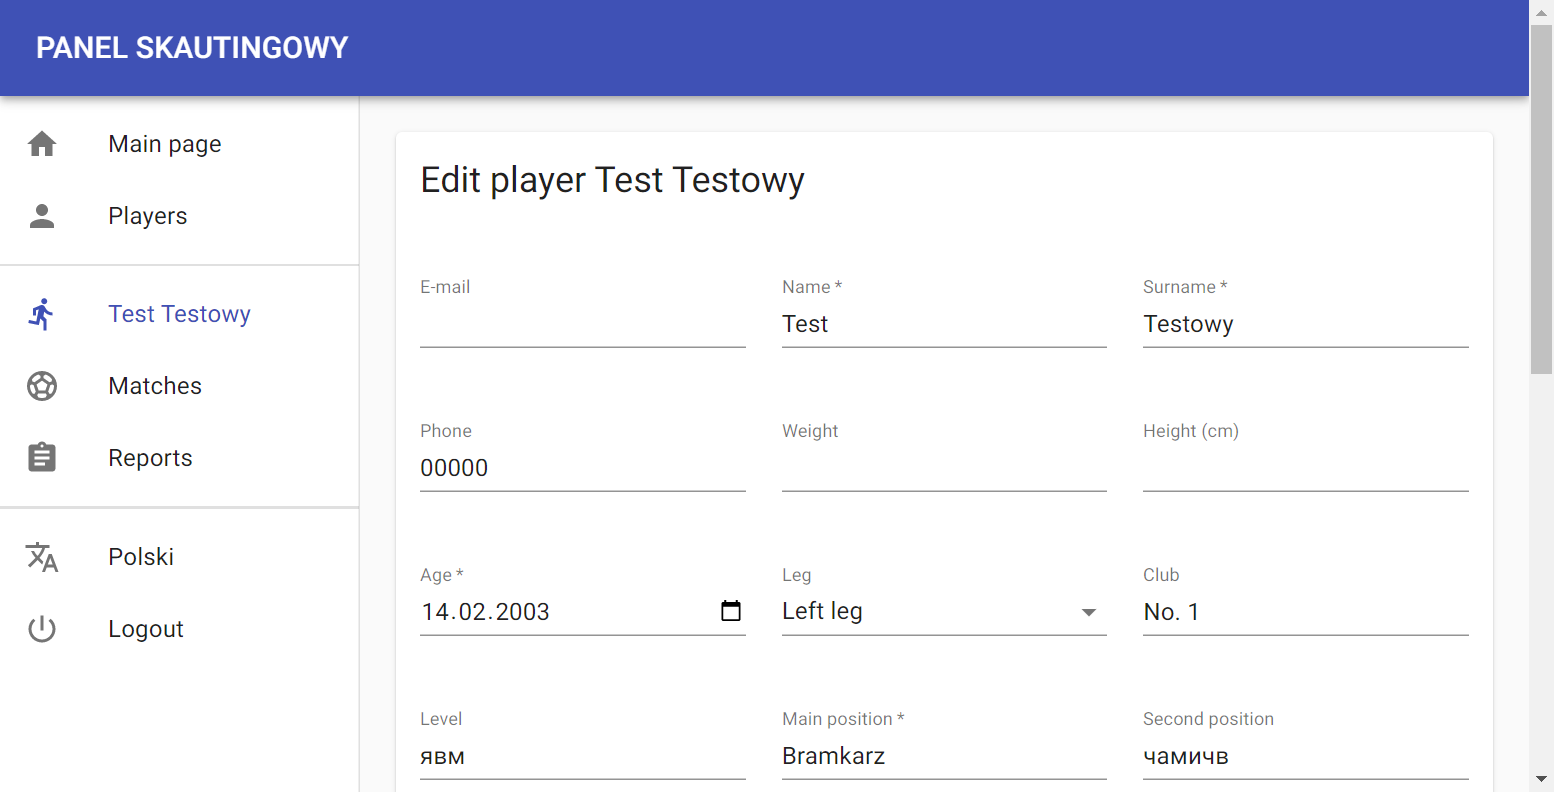 PANEL SKAUTINGOWY
Main page
Players
Test Testowy
Matches
Reports
Polski
Logout
Edit player Test Testowy
E-mail
Name *
Surname *
Test
Testowy
Phone
Weight
Height (cm)
00000
Age *
Leg
Club
14.02.2003
Left leg
No. 1
Level
Main position *
Second position
явм
Bramkarz
чамичв